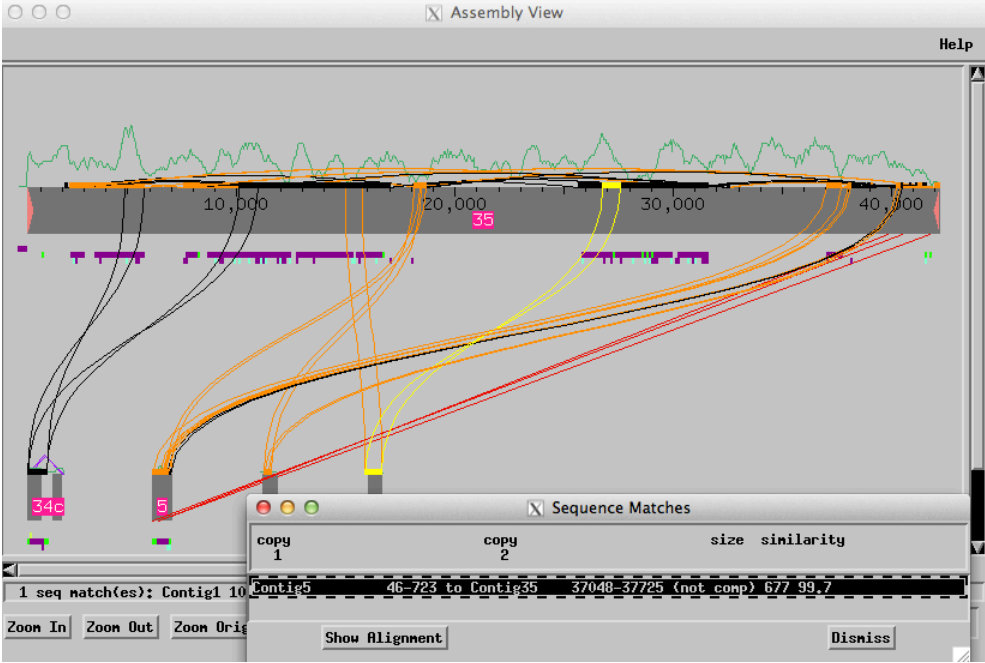 Assembly View
Help
10,000 20,000 30,000 40,000
35
34c 5
Sequence Matches
copy copy size similarity
1 2
Contig5 46-723 to Contig35 37048-37725 (not comp) 677 99.7
1 seq match(es): Contig1 10
Zoom In Zoom Out Zoom Orig
Show Alignment Dismiss